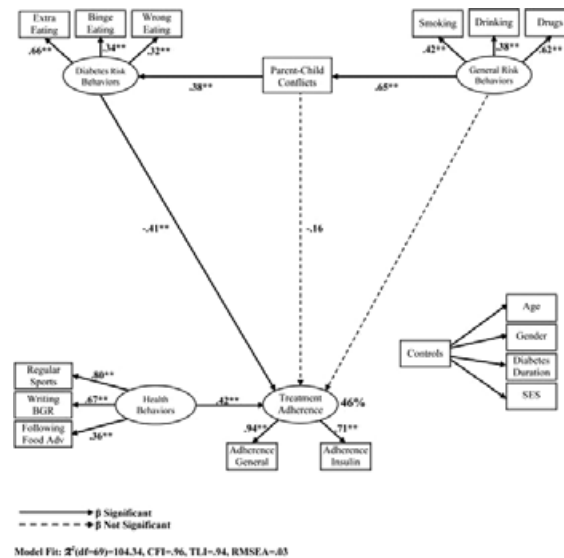 Extra
Eating
Binge
Eating
Wrong
Eating
Smoking
Drinking
Drugs
.66**
.34**
.32**
.42**
.38**
.62**
Diabetes Risk
Behaviors
Parent-Child
Conflicts
General Risk
Behaviors
.38**
.65**
-.41**
-.16
Age
Gender
Controls
Diabetes
Duration
SES
Regular
Sports
.80**
Writing
BGR
.67**
Health
Behaviors
.42**
Treatment
Adherence
46%
Following
Food Adv
.36**
.94**
.71**
Adherence
General
Adherence
Insulin
β Significant
β Not Significant
Model Fit: χ²(df=69)=104.34, CFI=.96, TLI=.94, RMSEA=.03